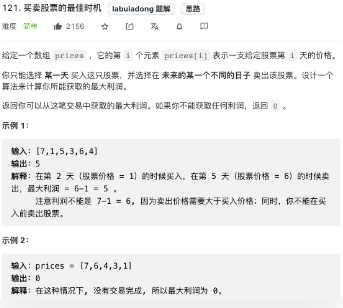 121. 买卖股票的最佳时机 labuladong 题解 思路
难度 简单 2156
给定一个数组 prices ，它的第 i 个元素 prices[i] 表示一支给定股票第 i 天的价格。
你只能选择 某一天 买入这只股票，并选择在 未来的某一个不同的日子 卖出该股票。设计一个
算法来计算你所能获取的最大利润。
返回你可以从这笔交易中获取的最大利润。如果你不能获取任何利润，返回 0 。
示例 1：
输入：[7,1,5,3,6,4]
输出：5
解释：在第 2 天（股票价格 = 1）的时候买入，在第 5 天（股票价格 = 6）的时候卖
出，最大利润 = 6-1 = 5 。
注意利润不能是 7-1 = 6, 因为卖出价格需要大于买入价格；同时，你不能在买
入前卖出股票。
示例 2：
输入：prices = [7,6,4,3,1]
输出：0
解释：在这种情况下, 没有交易完成, 所以最大利润为 0。